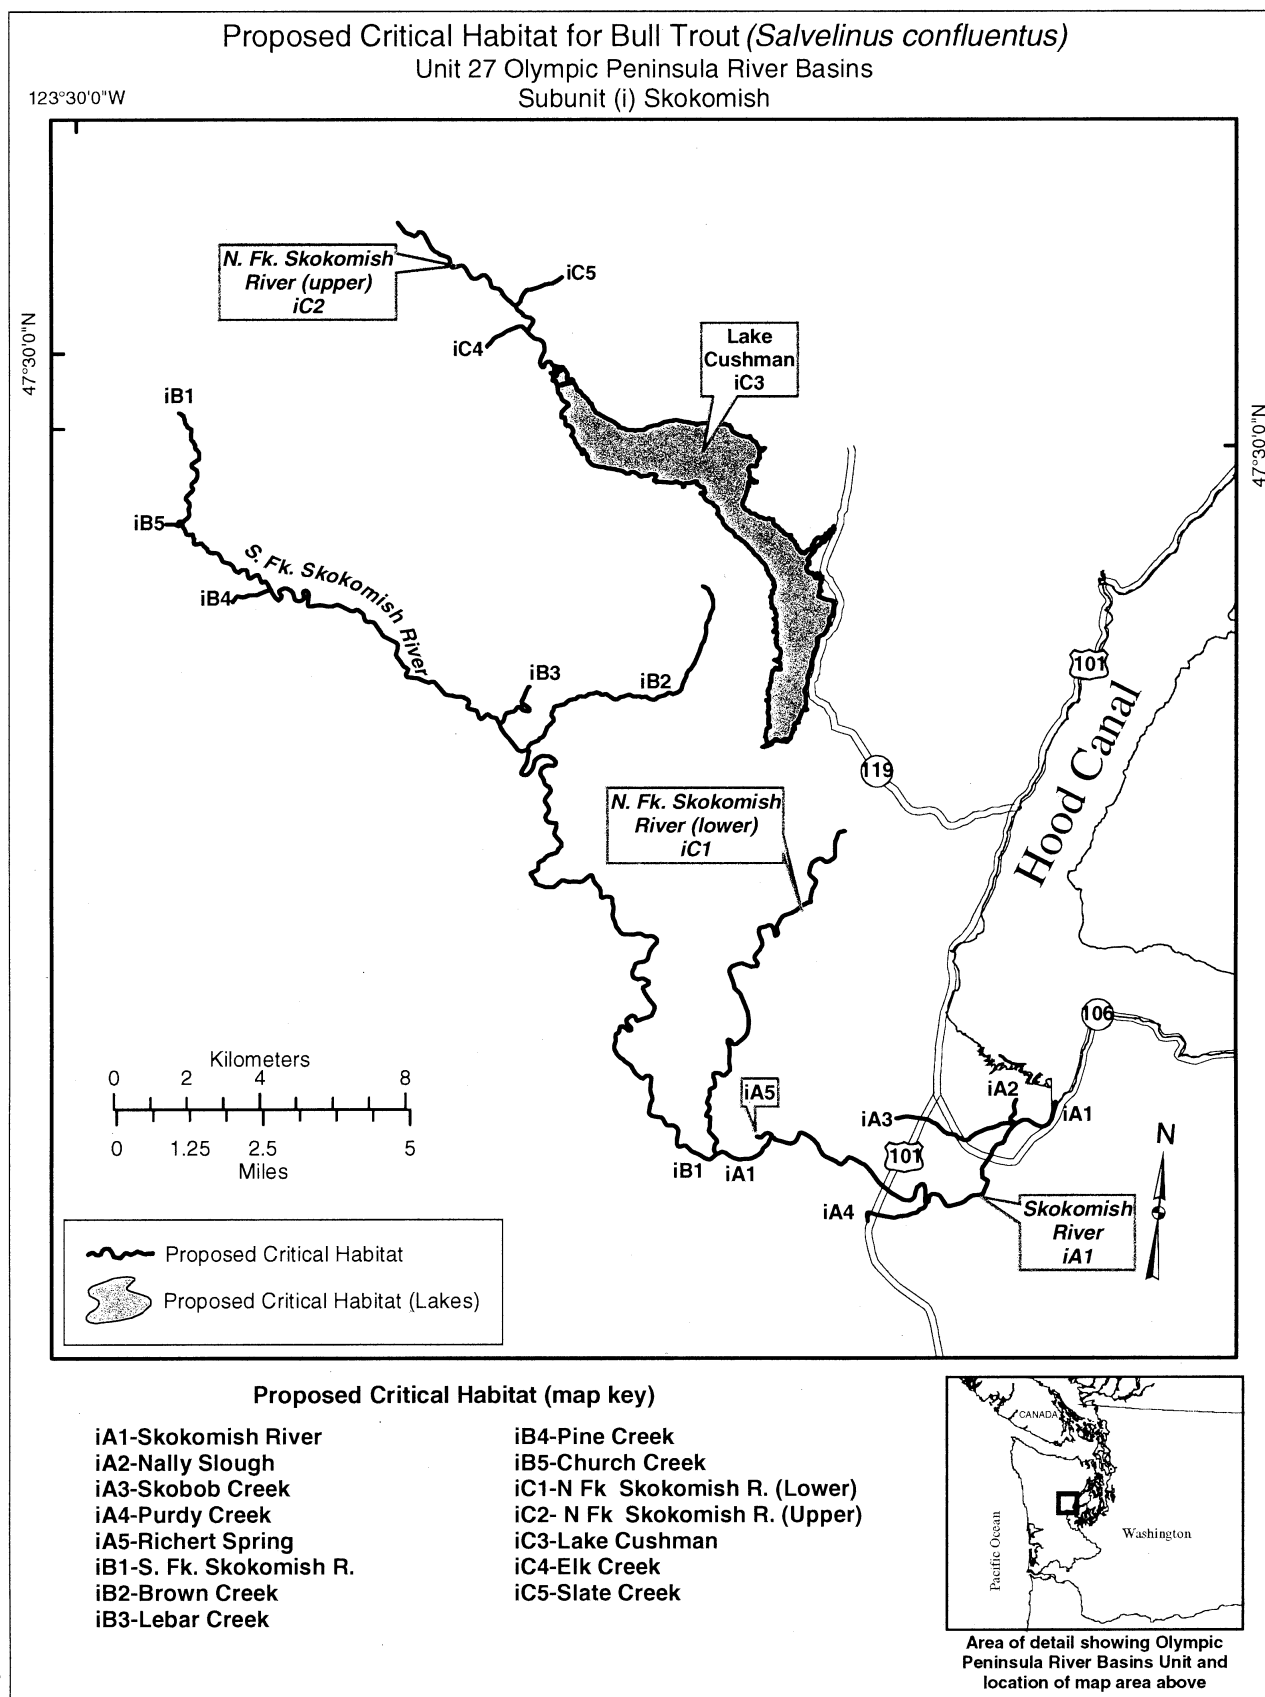 Proposed Critical Habitat for Bull Trout (Salvelinus confluentus)
Unit 27 Olympic Peninsula River Basins
Subunit (i) Skokomish
123°30'0"W
47°30'0"N
47°30'0"N
N. Fk. Skokomish
River (upper)
iC2
iC5
iC4
Lake
Cushman
iC3
iB1
iB5
S. Fk. Skokomish River
iB4
iB3
iB2
101
Hood Canal
119
N. Fk. Skokomish
River (lower)
iC1
106
Kilometers
0 2 4 8
0 1.25 2.5 5
Miles
iA5
iA2
iA3
iA1
101
iB1
iA1
iA4
N
Skokomish
River
iA1
Proposed Critical Habitat
Proposed Critical Habitat (Lakes)
Proposed Critical Habitat (map key)
iA1-Skokomish River
iA2-Nally Slough
iA3-Skobob Creek
iA4-Purdy Creek
iA5-Richert Spring
iB1-S. Fk. Skokomish R.
iB2-Brown Creek
iB3-Lebar Creek
iB4-Pine Creek
iB5-Church Creek
iC1-N Fk Skokomish R. (Lower)
iC2- N Fk Skokomish R. (Upper)
iC3-Lake Cushman
iC4-Elk Creek
iC5-Slate Creek
CANADA
Pacific Ocean
Washington
Area of detail showing Olympic
Peninsula River Basins Unit and
location of map area above